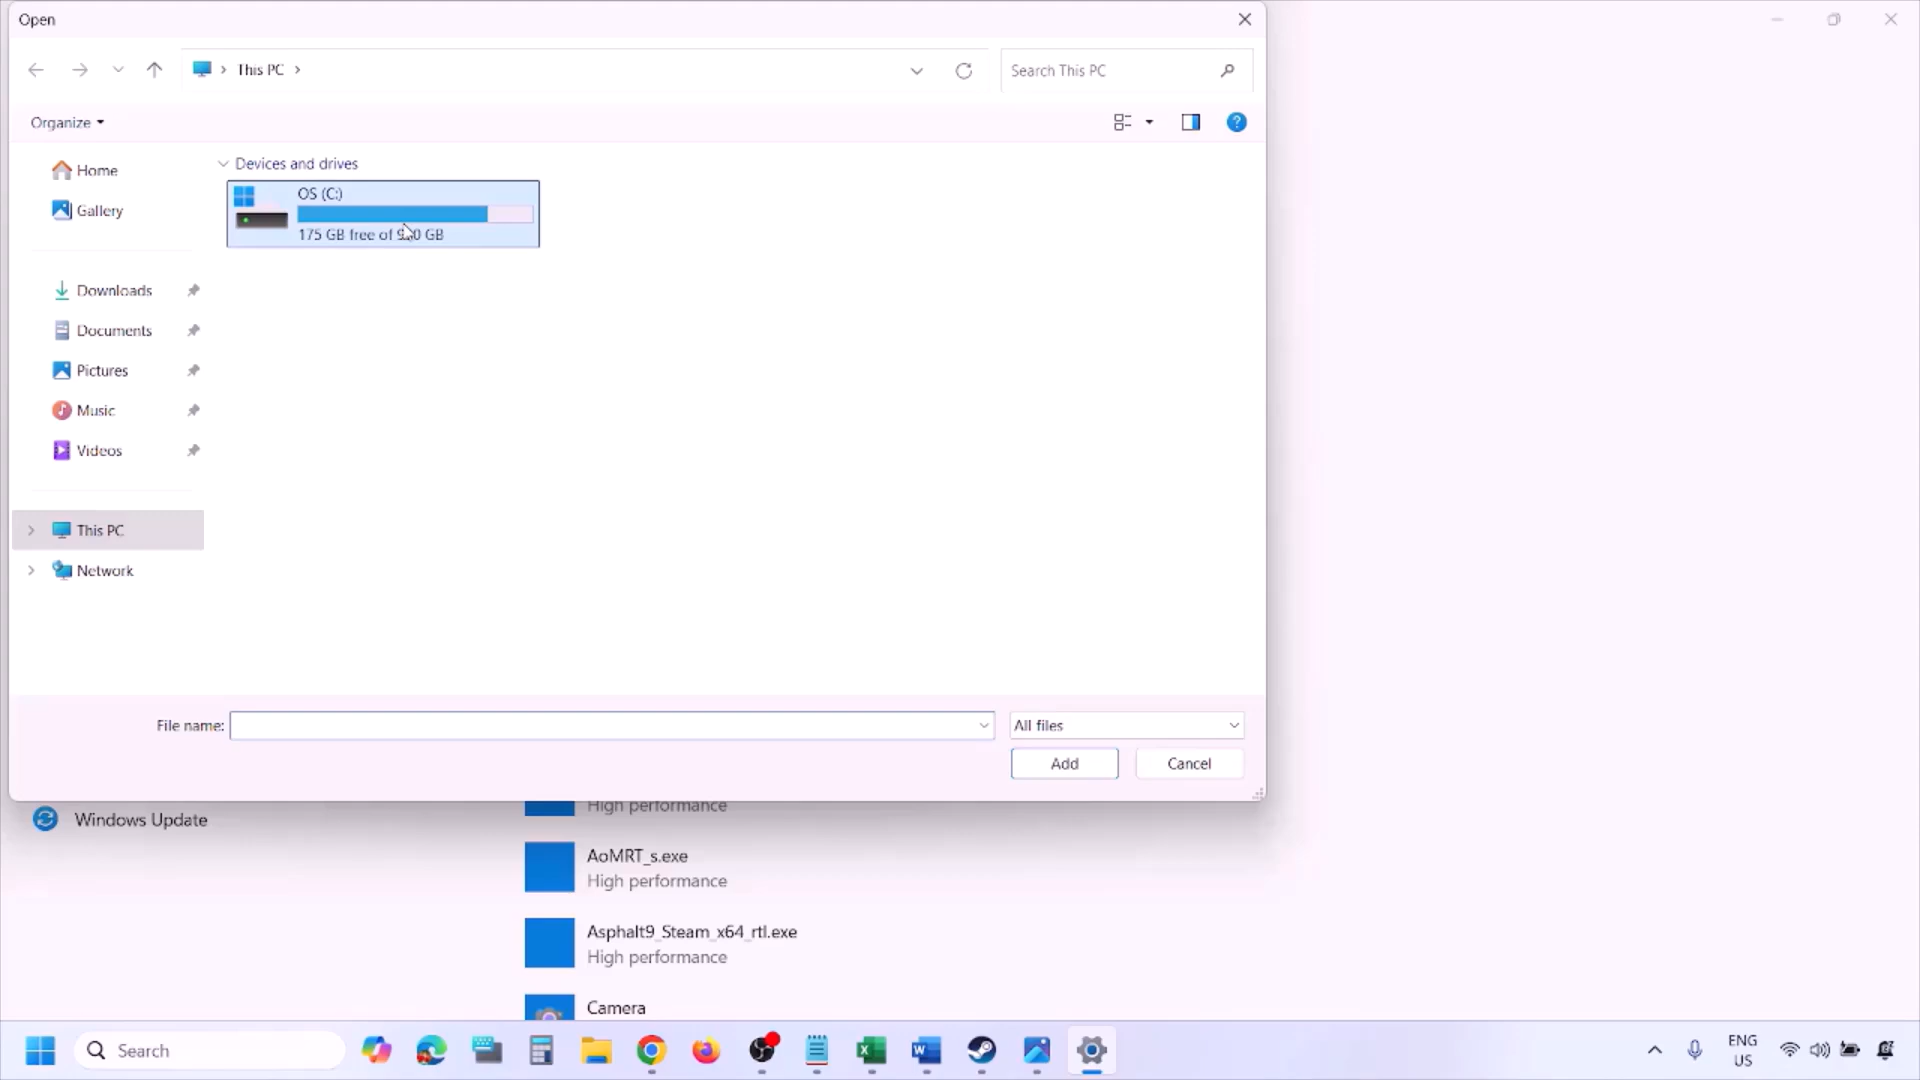 Open
This PC
Search This PC
Organize
Home
Gallery
Downloads
Documents
Pictures
Music
Videos
This PC
Network
Devices and drives
OS (C:)
175 GB free of GB
File name:
All files
Add
Cancel
Windows Update
High performance
AoMRT_s.exe
High performance
Asphalt9_Steam_x64_rtl.exe
High performance
Camera
Search
ENG
US